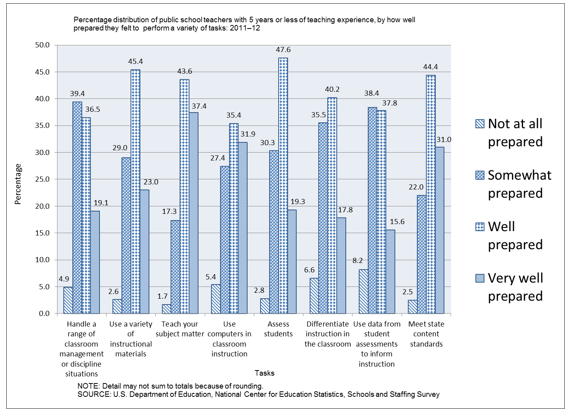 Percentage distribution of public school teachers with 5 years or less of teaching experience, by how well
prepared they felt to perform a variety of tasks: 2011–12
Percentage
50.0
45.0
40.0
35.0
30.0
25.0
20.0
15.0
10.0
5.0
0.0
4.9 39.4 36.5 19.1
2.6 29.0 45.4 23.0
1.7 17.3 43.6 37.4
5.4 27.4 35.4 31.9
2.8 30.3 47.6 19.3
6.6 35.5 40.2 17.8
8.2 38.4 37.8 15.6
2.5 22.0 44.4 31.0
Handle a
range of
classroom
management
or discipline
situations
Use a variety
of
instructional
materials
Teach your
subject matter
Use
computers in
classroom
instruction
Assess
students
Differentiate
instruction in
the classroom
Use data from
student
assessments to
inform
instruction
Meet state
content
standards
Tasks
Not at all
prepared
Somewhat
prepared
Well
prepared
Very well
prepared
NOTE: Detail may not sum to totals because of rounding.
SOURCE: U.S. Department of Education, National Center for Education Statistics, Schools and Staffing Survey